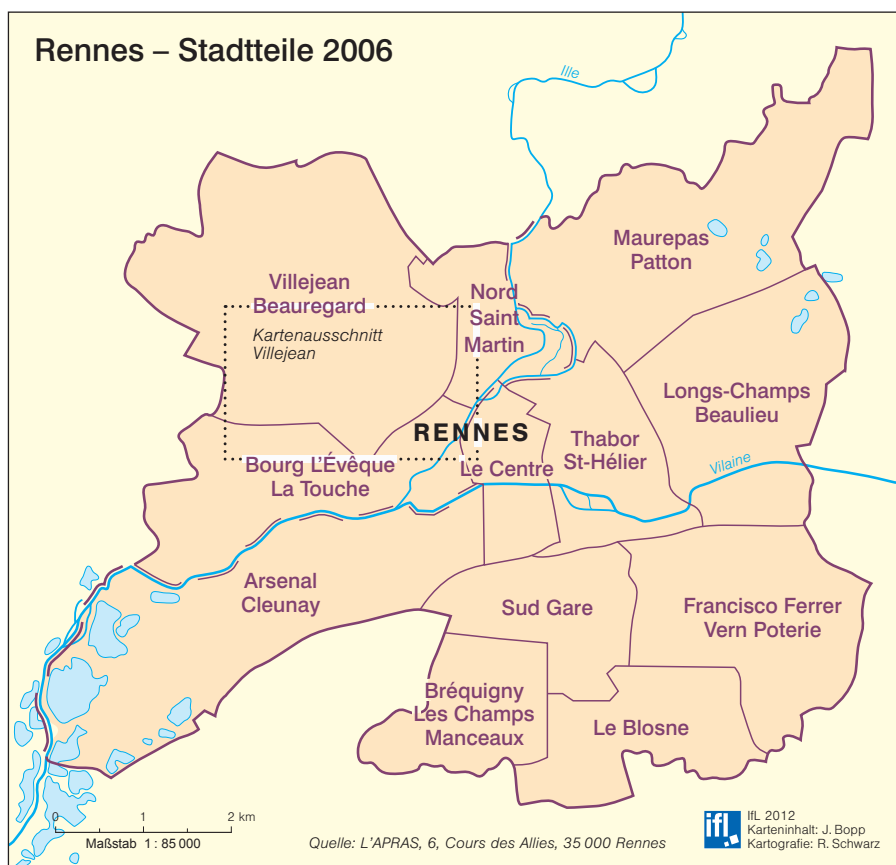 Rennes – Stadtteile 2006
Ille
Maurepas
Patton
Villejean
Beauregard
Nord
Saint
Martin
Kartenausschnitt
Villejean
Longs-Champs
Beaulieu
RENNES
Thabor
St-Hélier
Bourg L'Évêque
La Touche
Le Centre
Vilaine
Arsenal
Cleunay
Sud Gare
Francisco Ferrer
Vern Poterie
Bréquigny
Les Champs
Manceaux
Le Blosne
0 1 2 km
Maßstab 1 : 85 000
Quelle: L'APRAS, 6, Cours des Allies, 35 000 Rennes
ifl
IfL 2012
Karteninhalt: J. Bopp
Kartografie: R. Schwarz